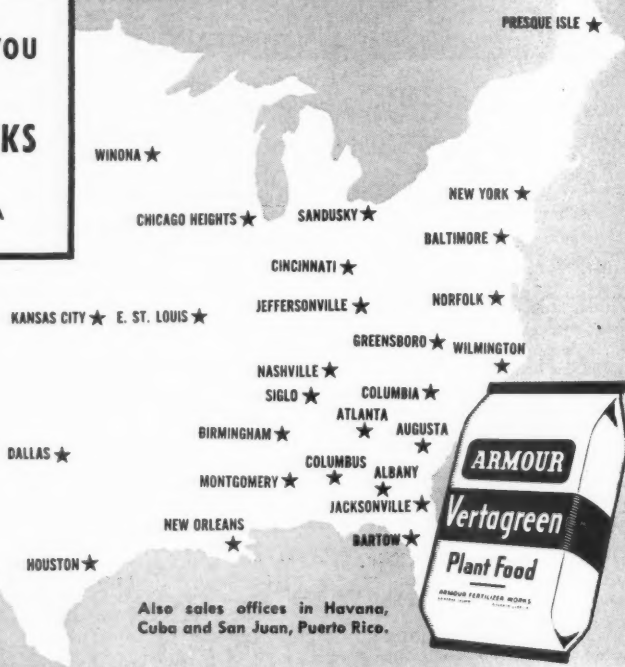 YOU
KS
PRESQUE ISLE
WINONA
NEW YORK
CHICAGO HEIGHTS
SANDUSKY
BALTIMORE
CINCINNATI
JEFFERSONVILLE
NORFOLK
KANSAS CITY
E. ST. LOUIS
GREENSBORO
WILMINGTON
NASHVILLE
SIGLO
COLUMBIA
ATLANTA
BIRMINGHAM
AUGUSTA
DALLAS
COLUMBUS
ALBANY
MONTGOMERY
JACKSONVILLE
NEW ORLEANS
BARTOW
HOUSTON
ARMOUR
Vertagreen
Plant Food
ARMOUR FERTILIZER WORKS
Also sales offices in Havana,
Cuba and San Juan, Puerto Rico.